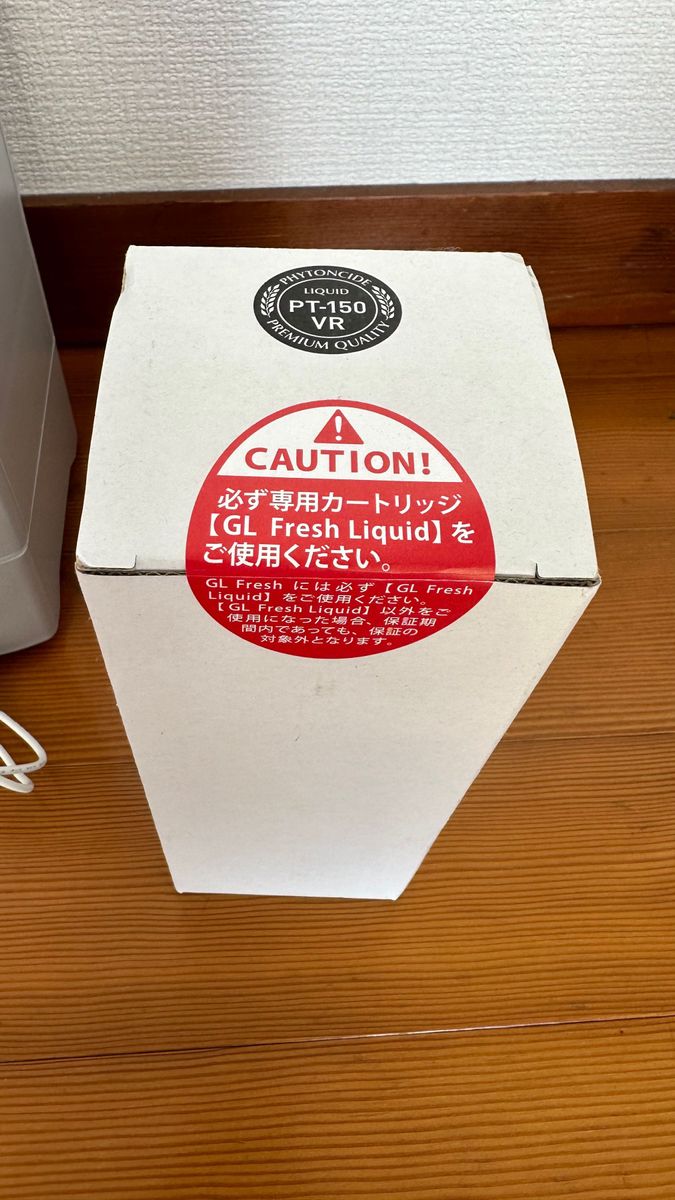 PHYTONCIDE
LIQUID
PT-150
VR
PREMIUM QUALITY
CAUTION!
必ず専用カートリッジ
【GL Fresh Liquid】を
ご使用ください。
GL Fresh には必ず【GL Fresh
Liquid】をご使用ください。
【GL Fresh Liquid】以外をご
使用になった場合、保証期
間内であっても、保証の
対象外となります。